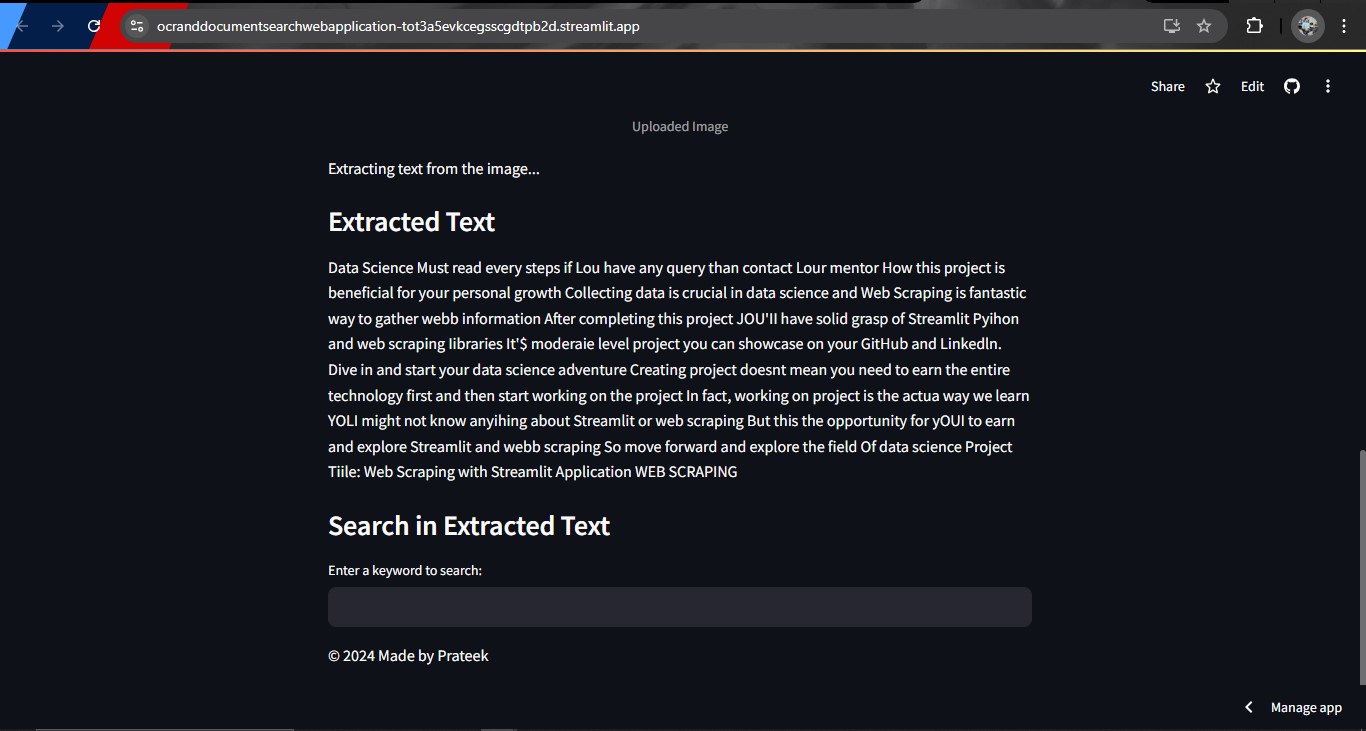 ocranddocumentsearchwebapplication-tot3a5evkcegsscgdtpb2d.streamlit.app
Share
Edit
Uploaded Image
Extracting text from the image...
Extracted Text
Data Science Must read every steps if Lou have any query than contact Lour mentor How this project is
beneficial for your personal growth Collecting data is crucial in data science and Web Scraping is fantastic
way to gather webb information After completing this project JOU'II have solid grasp of Streamlit Pyihon
and web scraping Iibraries It'$ moderaie level project you can showcase on your GitHub and Linkedln.
Dive in and start your data science adventure Creating project doesnt mean you need to earn the entire
technology first and then start working on the project In fact, working on project is the actua way we learn
YOLI might not know anyihing about Streamlit or web scraping But this the opportunity for yOUI to earn
and explore Streamlit and webb scraping So move forward and explore the field Of data science Project
Tiile: Web Scraping with Streamlit Application WEB SCRAPING
Search in Extracted Text
Enter a keyword to search:
© 2024 Made by Prateek
Manage app